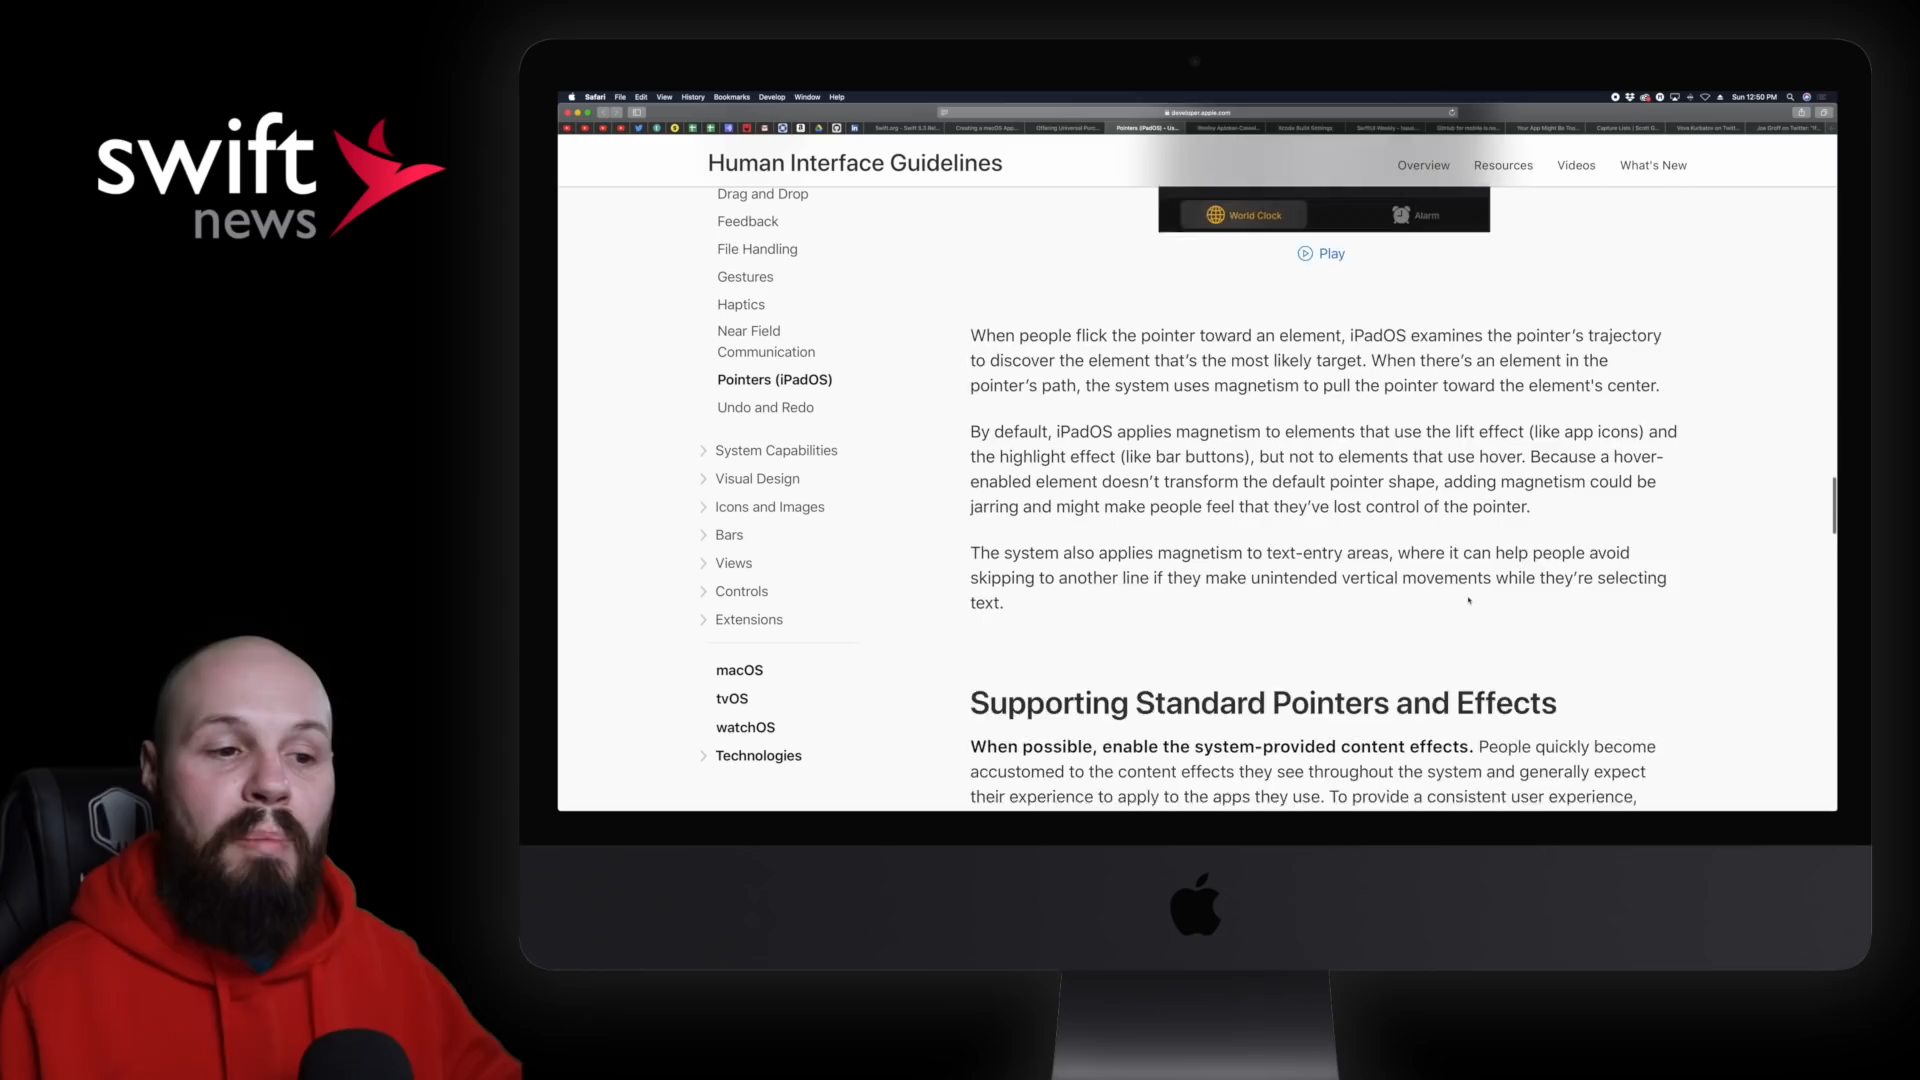 swift
news
Safari File Edit View History Bookmarks Develop Window Help
Sun 12:50 PM
developer.apple.com
Pointers (iPadOS) - Us...
Human Interface Guidelines
Overview Resources Videos What's New
Drag and Drop
Feedback
File Handling
Gestures
Haptics
Near Field
Communication
Pointers (iPadOS)
Undo and Redo
System Capabilities
Visual Design
Icons and Images
Bars
Views
Controls
Extensions
macOS
tvOS
watchOS
Technologies
World Clock Alarm
Play
When people flick the pointer toward an element, iPadOS examines the pointer’s trajectory
to discover the element that’s the most likely target. When there’s an element in the
pointer’s path, the system uses magnetism to pull the pointer toward the element's center.
By default, iPadOS applies magnetism to elements that use the lift effect (like app icons) and
the highlight effect (like bar buttons), but not to elements that use hover. Because a hover-
enabled element doesn’t transform the default pointer shape, adding magnetism could be
jarring and might make people feel that they’ve lost control of the pointer.
The system also applies magnetism to text-entry areas, where it can help people avoid
skipping to another line if they make unintended vertical movements while they’re selecting
text.
Supporting Standard Pointers and Effects
When possible, enable the system-provided content effects. People quickly become
accustomed to the content effects they see throughout the system and generally expect
their experience to apply to the apps they use. To provide a consistent user experience,